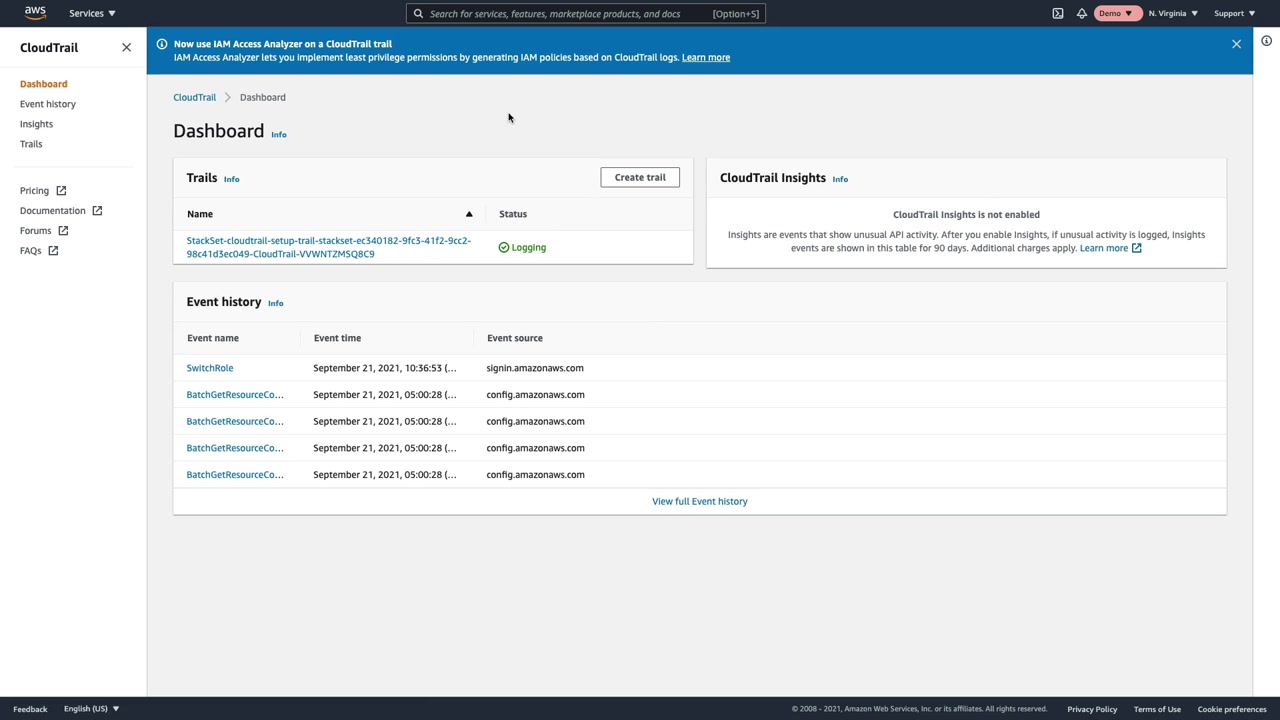 aws
Services
Search for services, features, marketplace products, and docs
[Option+S]
Demo
N. Virginia
Support
CloudTrail
Dashboard
Event history
Insights
Trails
Pricing
Documentation
Forums
FAQs
Now use IAM Access Analyzer on a CloudTrail trail
IAM Access Analyzer lets you implement least privilege permissions by generating IAM policies based on CloudTrail logs. Learn more
CloudTrail
Dashboard
Dashboard Info
Trails Info
Create trail
Name
Status
StackSet-cloudtrail-setup-trail-stackset-ec340182-9fc3-41f2-9cc2-
98c41d3ec049-CloudTrail-VVWNTZMSQ8C9
Logging
CloudTrail Insights Info
CloudTrail Insights is not enabled
Insights are events that show unusual API activity. After you enable Insights, if unusual activity is logged, Insights
events are shown in this table for 90 days. Additional charges apply. Learn more
Event history Info
Event name Event time Event source
SwitchRole September 21, 2021, 10:36:53 (... signin.amazonaws.com
BatchGetResourceCo... September 21, 2021, 05:00:28 (... config.amazonaws.com
BatchGetResourceCo... September 21, 2021, 05:00:28 (... config.amazonaws.com
BatchGetResourceCo... September 21, 2021, 05:00:28 (... config.amazonaws.com
BatchGetResourceCo... September 21, 2021, 05:00:28 (... config.amazonaws.com
View full Event history
Feedback
English (US)
© 2008 - 2021, Amazon Web Services, Inc. or its affiliates. All rights reserved.
Privacy Policy
Terms of Use
Cookie preferences